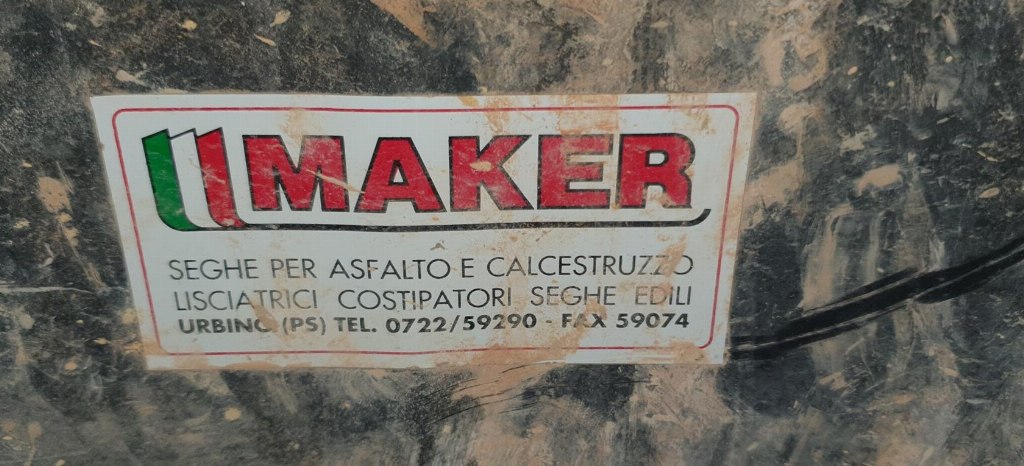 MAKER
SEGHE PER ASFALTO E CALCESTRUZZO
LISCIATRICI COSTIPATORI SEGHE EDILI
URBINO (PS) TEL. 0722/59290 - FAX 59074